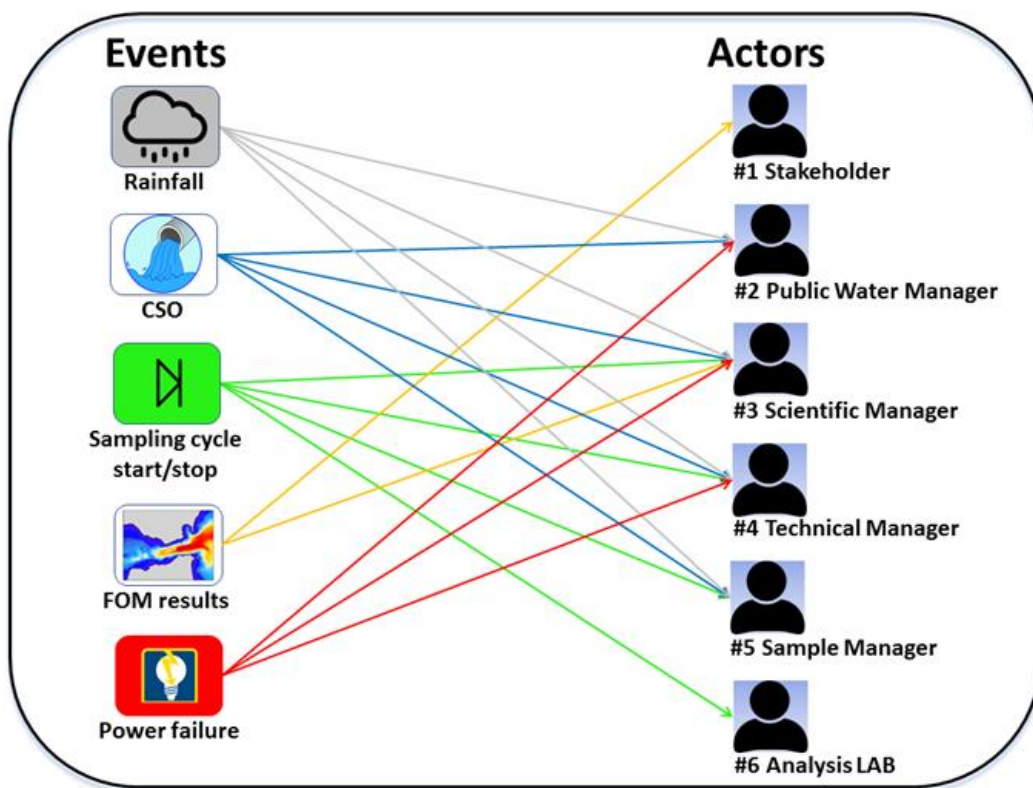 Events
Actors
Rainfall
CSO
Sampling cycle
start/stop
FOM results
Power failure
#1 Stakeholder
#2 Public Water Manager
#3 Scientific Manager
#4 Technical Manager
#5 Sample Manager
#6 Analysis LAB